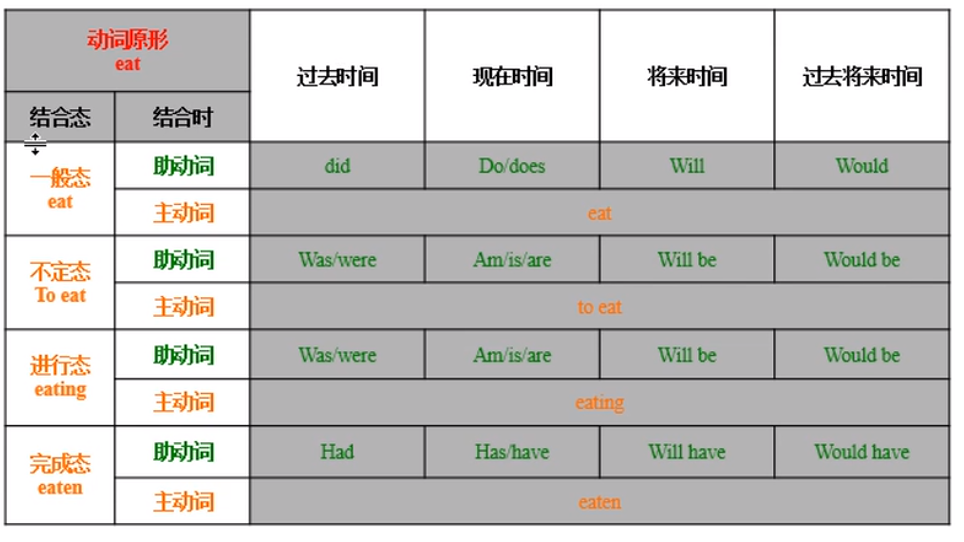 动词原形
eat
过去时间
现在时间
将来时间
过去将来时间
结合态
结合时
一般态
eat
助动词
did
Do/does
Will
Would
主动词
eat
不定态
To eat
助动词
Was/were
Am/is/are
Will be
Would be
主动词
to eat
进行态
eating
助动词
Was/were
Am/is/are
Will be
Would be
主动词
eating
完成态
eaten
助动词
Had
Has/have
Will have
Would have
主动词
eaten